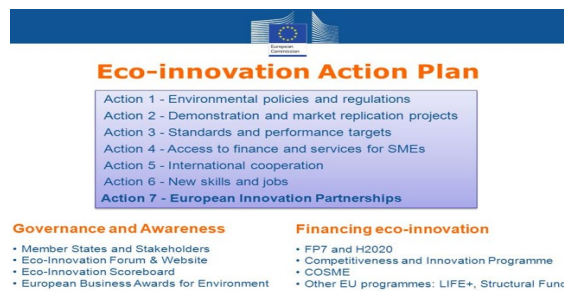 European
Commission
Eco-innovation Action Plan
Action 1 - Environmental policies and regulations
Action 2 - Demonstration and market replication projects
Action 3 - Standards and performance targets
Action 4 - Access to finance and services for SMEs
Action 5 - International cooperation
Action 6 - New skills and jobs
Action 7 - European Innovation Partnerships
Governance and Awareness
• Member States and Stakeholders
• Eco-Innovation Forum & Website
• Eco-Innovation Scoreboard
• European Business Awards for Environment
Financing eco-innovation
• FP7 and H2020
• Competitiveness and Innovation Programme
• COSME
• Other EU programmes: LIFE+, Structural